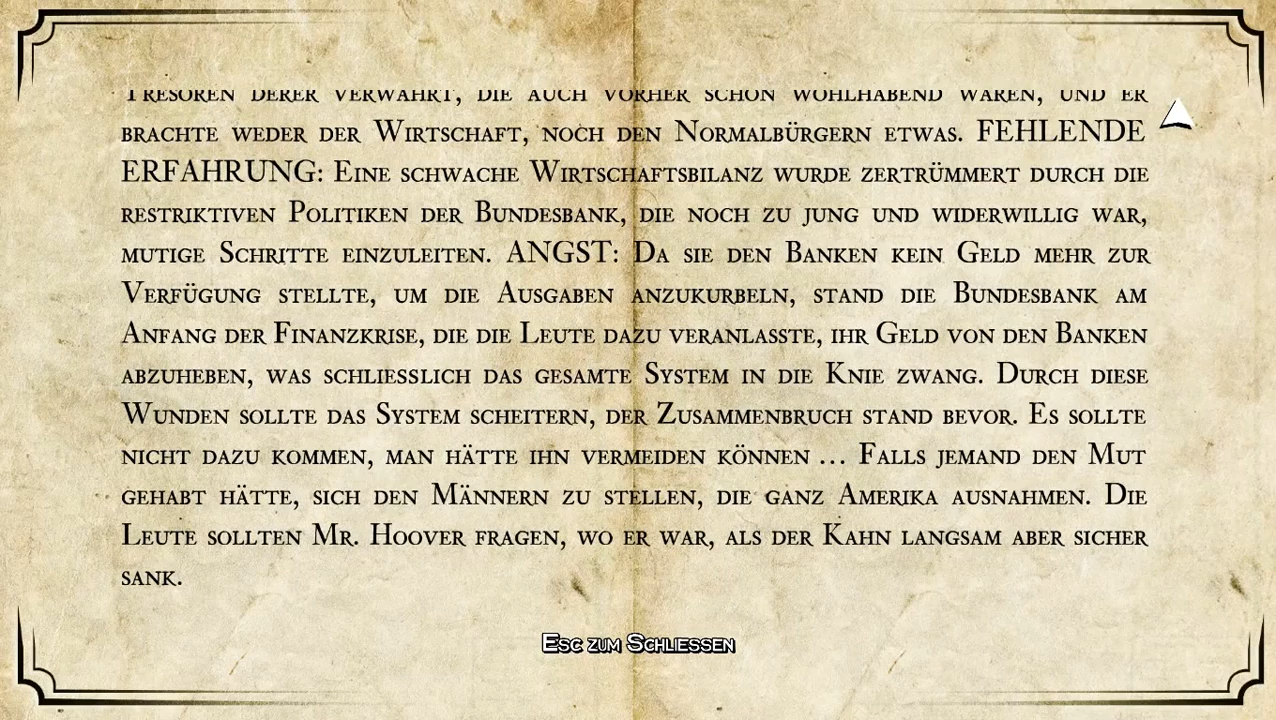 Tresoren derer verwahrt, die auch vorher schon wohlhabend waren, und er
brachte weder der Wirtschaft, noch den Normalbürgern etwas. FEHLENDE
ERFAHRUNG: Eine schwache Wirtschaftsbilanz wurde zertrümmert durch die
restriktiven Politiken der Bundesbank, die noch zu jung und widerwillig war,
mutige Schritte einzuleiten. ANGST: Da sie den Banken kein Geld mehr zur
Verfügung stellte, um die Ausgaben anzukurbeln, stand die Bundesbank am
Anfang der Finanzkrise, die die Leute dazu veranlasste, ihr Geld von den Banken
abzuheben, was schliesslich das gesamte System in die Knie zwang. Durch diese
Wunden sollte das System scheitern, der Zusammenbruch stand bevor. Es sollte
nicht dazu kommen, man hätte ihn vermeiden können ... Falls jemand den Mut
gehabt hätte, sich den Männern zu stellen, die ganz Amerika ausnahmen. Die
Leute sollten Mr. Hoover fragen, wo er war, als der Kahn langsam aber sicher
sank.
Esc zum Schliessen